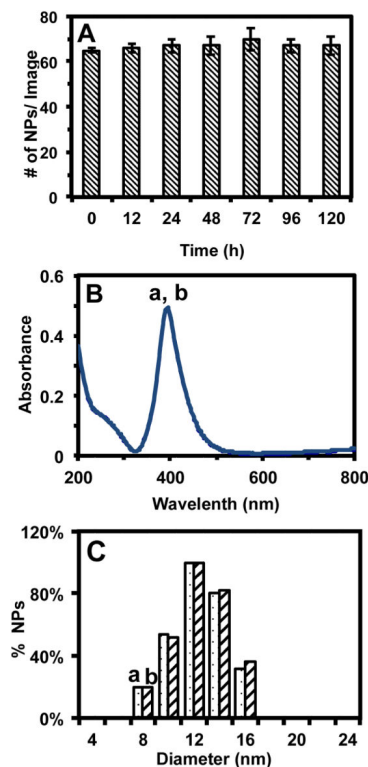 A
80
60
40
20
0
# of NPs/ Image
0 12 24 48 72 96 120
Time (h)
B
a, b
0.6
0.4
0.2
0
Absorbance
200 400 600 800
Wavelenth (nm)
C
120%
80%
40%
0%
% NPs
a b
4 8 12 16 20 24
Diameter (nm)